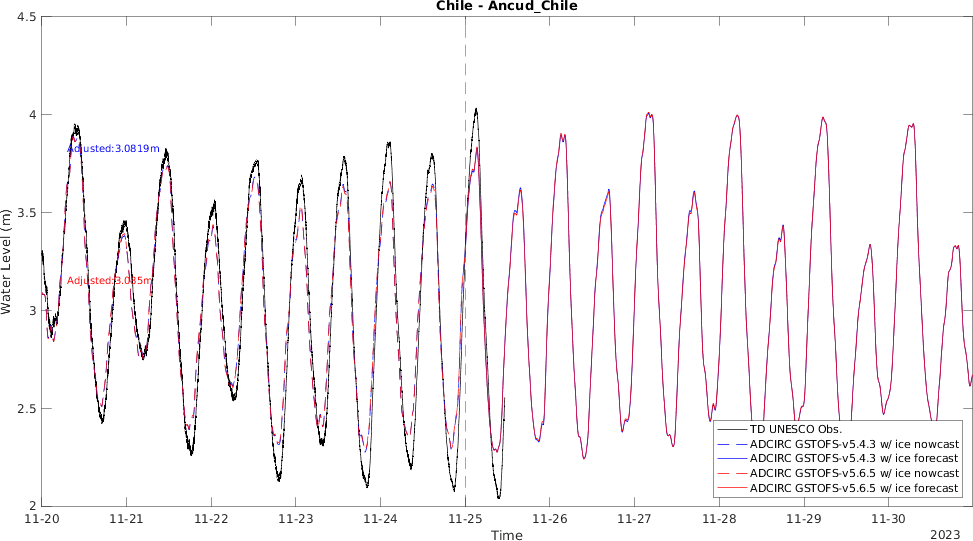 Chile - Ancud_Chile
4.5
4
3.5
3
2.5
2
Water Level (m)
Adjusted:3.0819m
Adjusted:3.085m
TD UNESCO Obs.
ADCIRC GSTOFS-v5.4.3 w/ ice nowcast
ADCIRC GSTOFS-v5.4.3 w/ ice forecast
ADCIRC GSTOFS-v5.6.5 w/ ice nowcast
ADCIRC GSTOFS-v5.6.5 w/ ice forecast
11-20 11-21 11-22 11-23 11-24 11-25 11-26 11-27 11-28 11-29 11-30
Time
2023